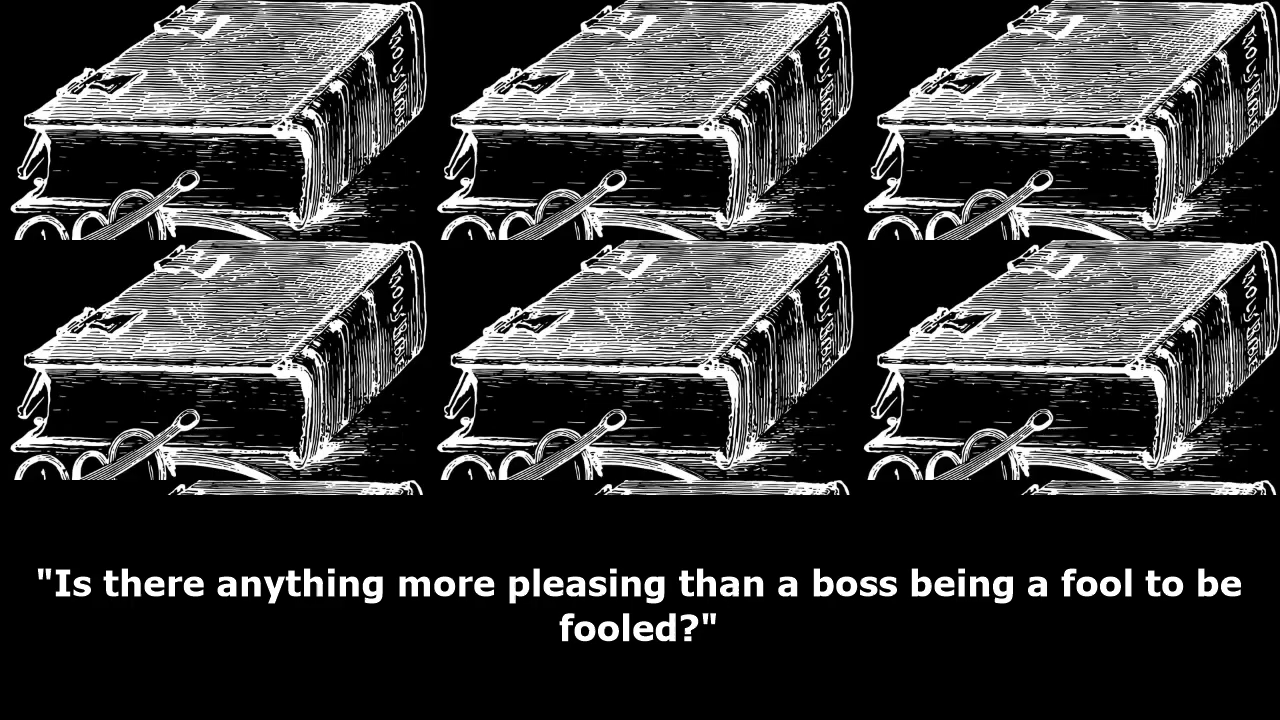 "Is there anything more pleasing than a boss being a fool to be
fooled?"